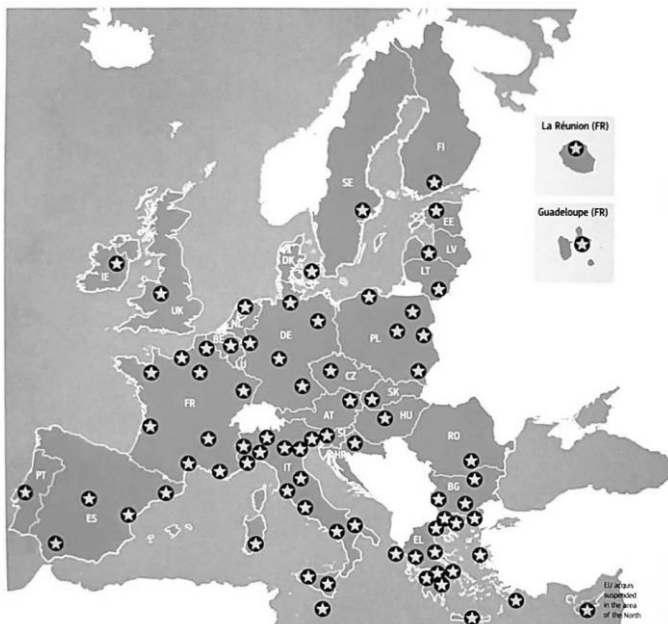 La Réunion (FR)
FI
SE
Guadeloupe (FR)
EE
LV
DK
LT
IE
UK
NL
DE
BE
PL
CZ
SK
FR
AT
HU
SI
RO
HR
IT
PT
BG
ES
EL
EU acquis
suspended
in the area
of the North
CY